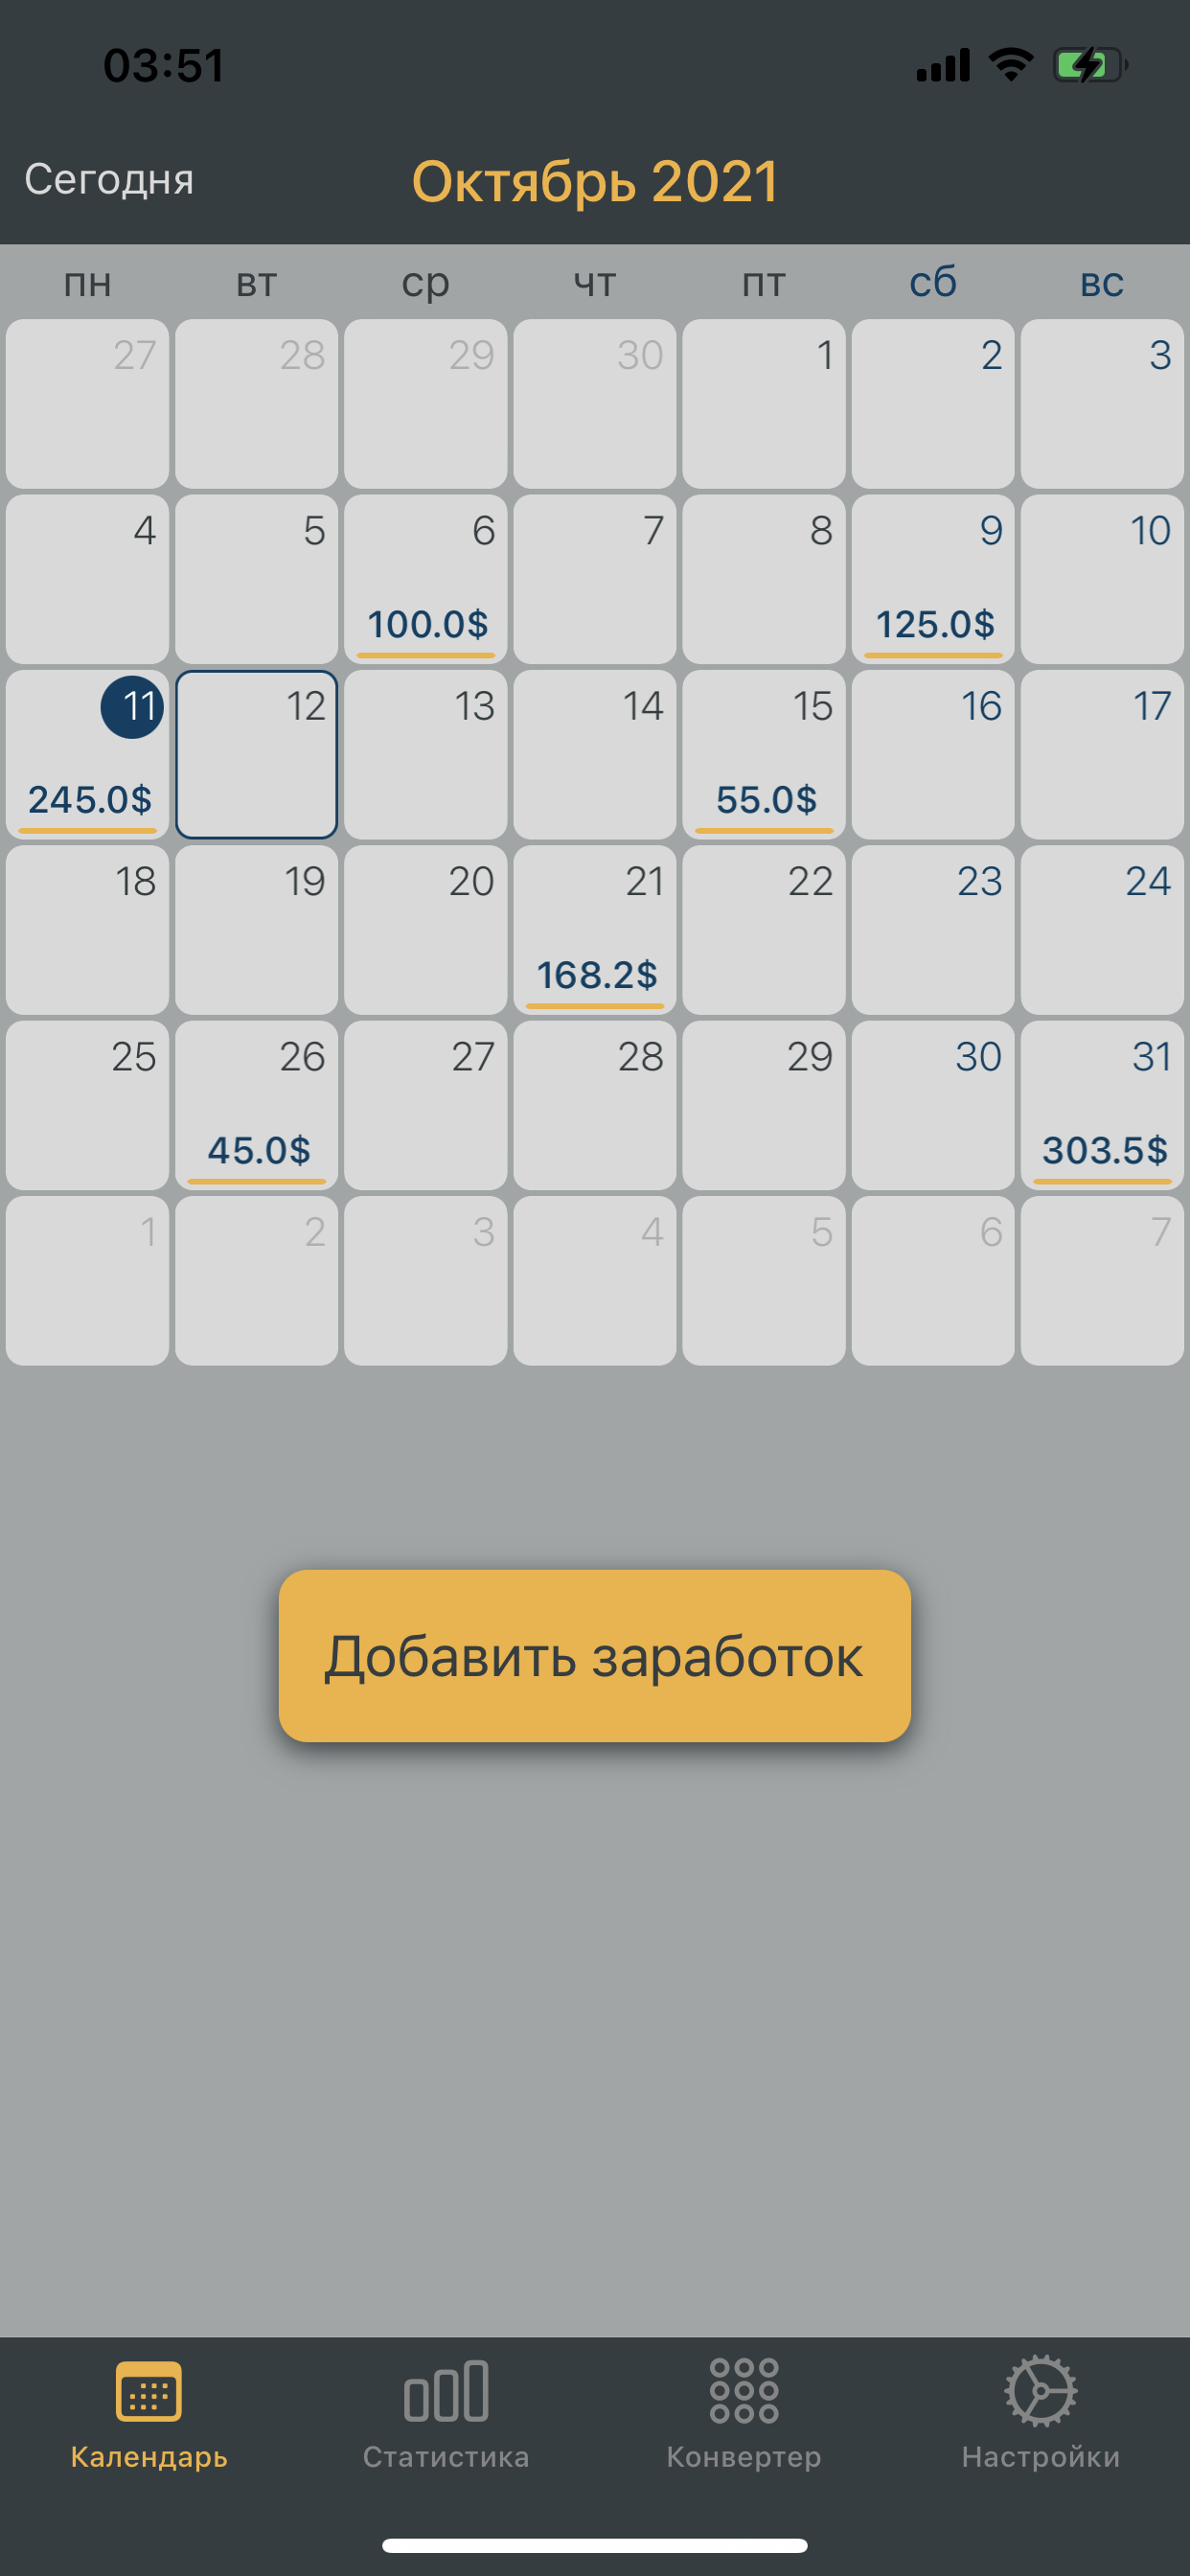 03:51
Сегодня
Октябрь 2021
пн вт ср чт пт сб вс
27 28 29 30 1 2 3
4 5 6 7 8 9 10
100.0$ 125.0$
11 12 13 14 15 16 17
245.0$ 55.0$
18 19 20 21 22 23 24
168.2$
25 26 27 28 29 30 31
45.0$ 303.5$
1 2 3 4 5 6 7
Добавить заработок
Календарь Статистика Конвертер Настройки